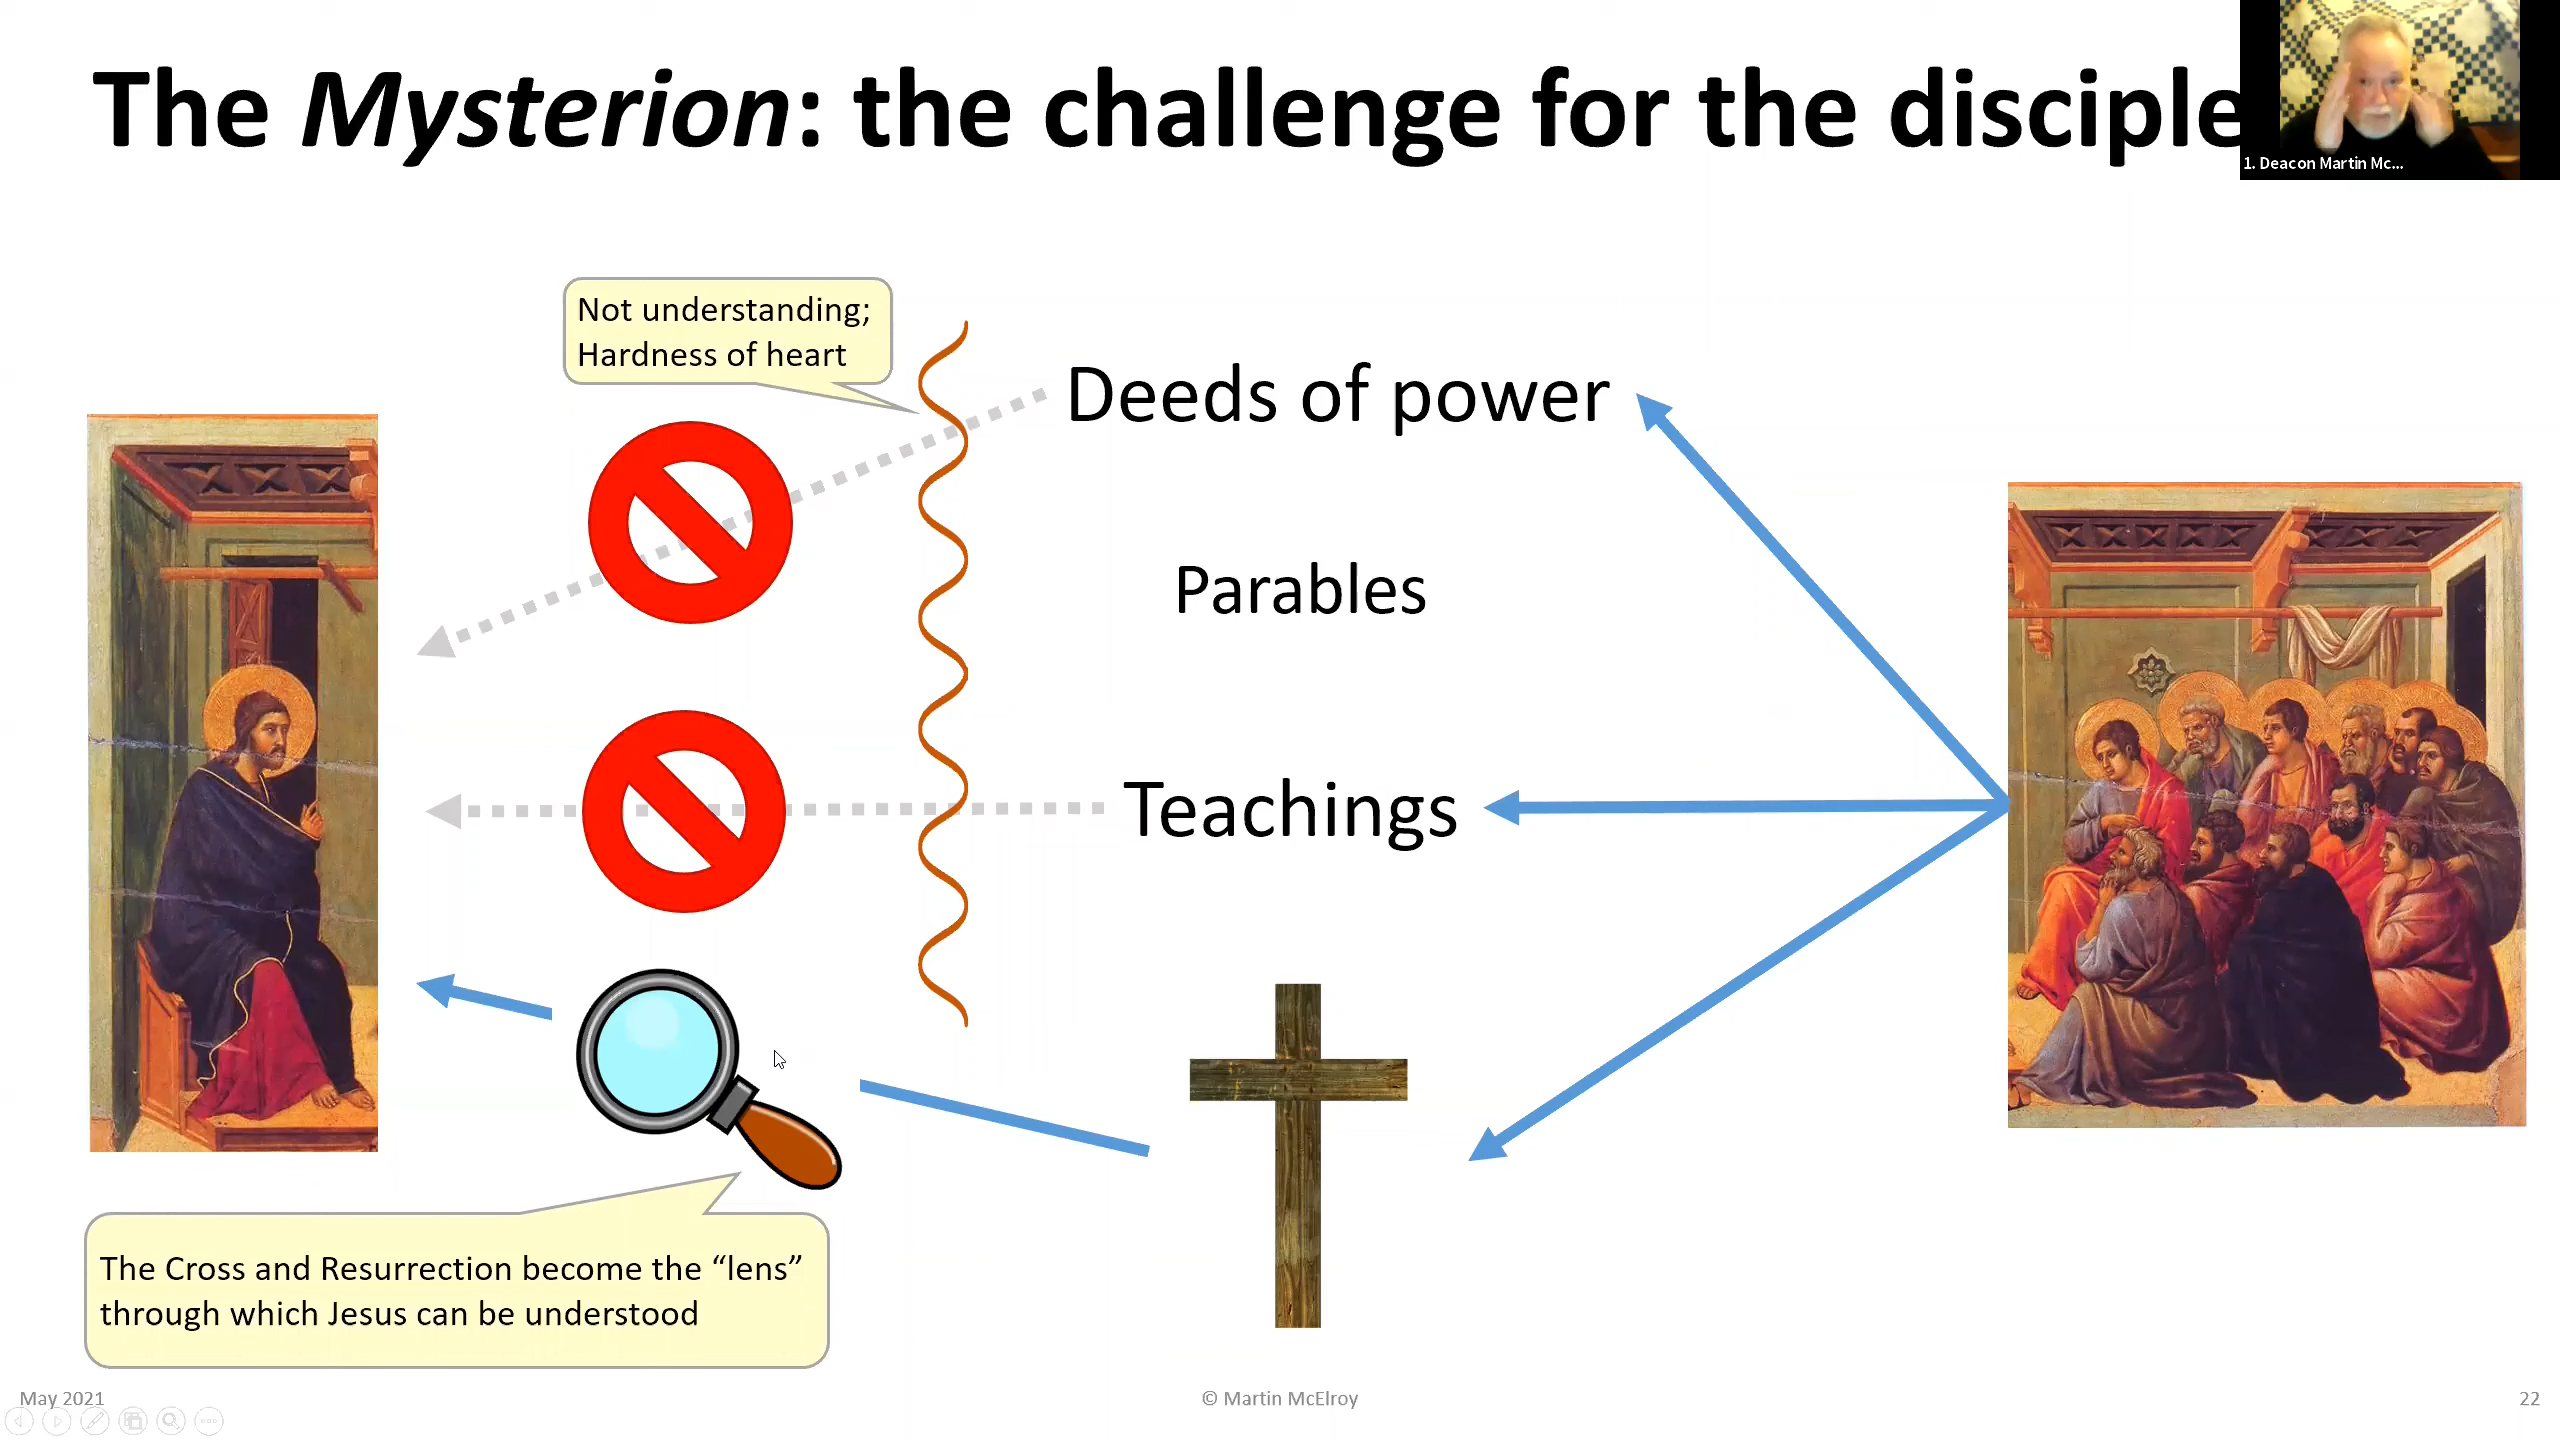 The Mysterion: the challenge for the disciple
1. Deacon Martin Mc...
Not understanding;
Hardness of heart
Deeds of power
Parables
Teachings
The Cross and Resurrection become the “lens”
through which Jesus can be understood
May 2021
© Martin McElroy
22